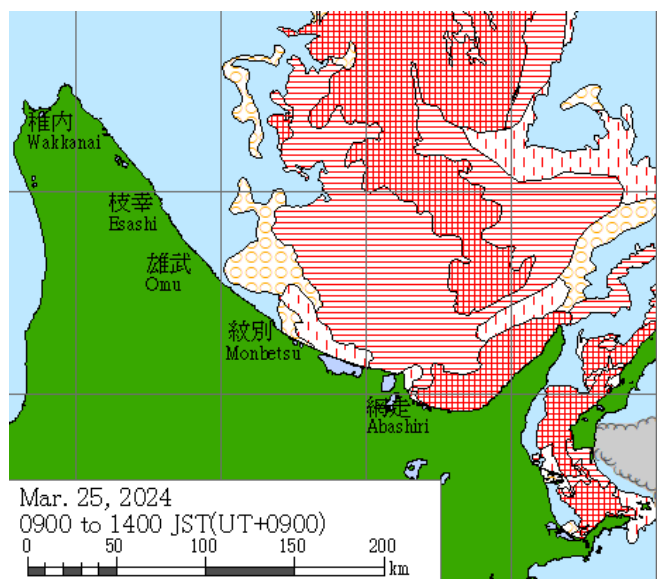 稚内
Wakkanai
枝幸
Esashi
雄武
Omu
紋別
Monbetsu
網走
Abashiri
Mar. 25, 2024
0900 to 1400 JST(UT+0900)
0 50 100 150 200
km